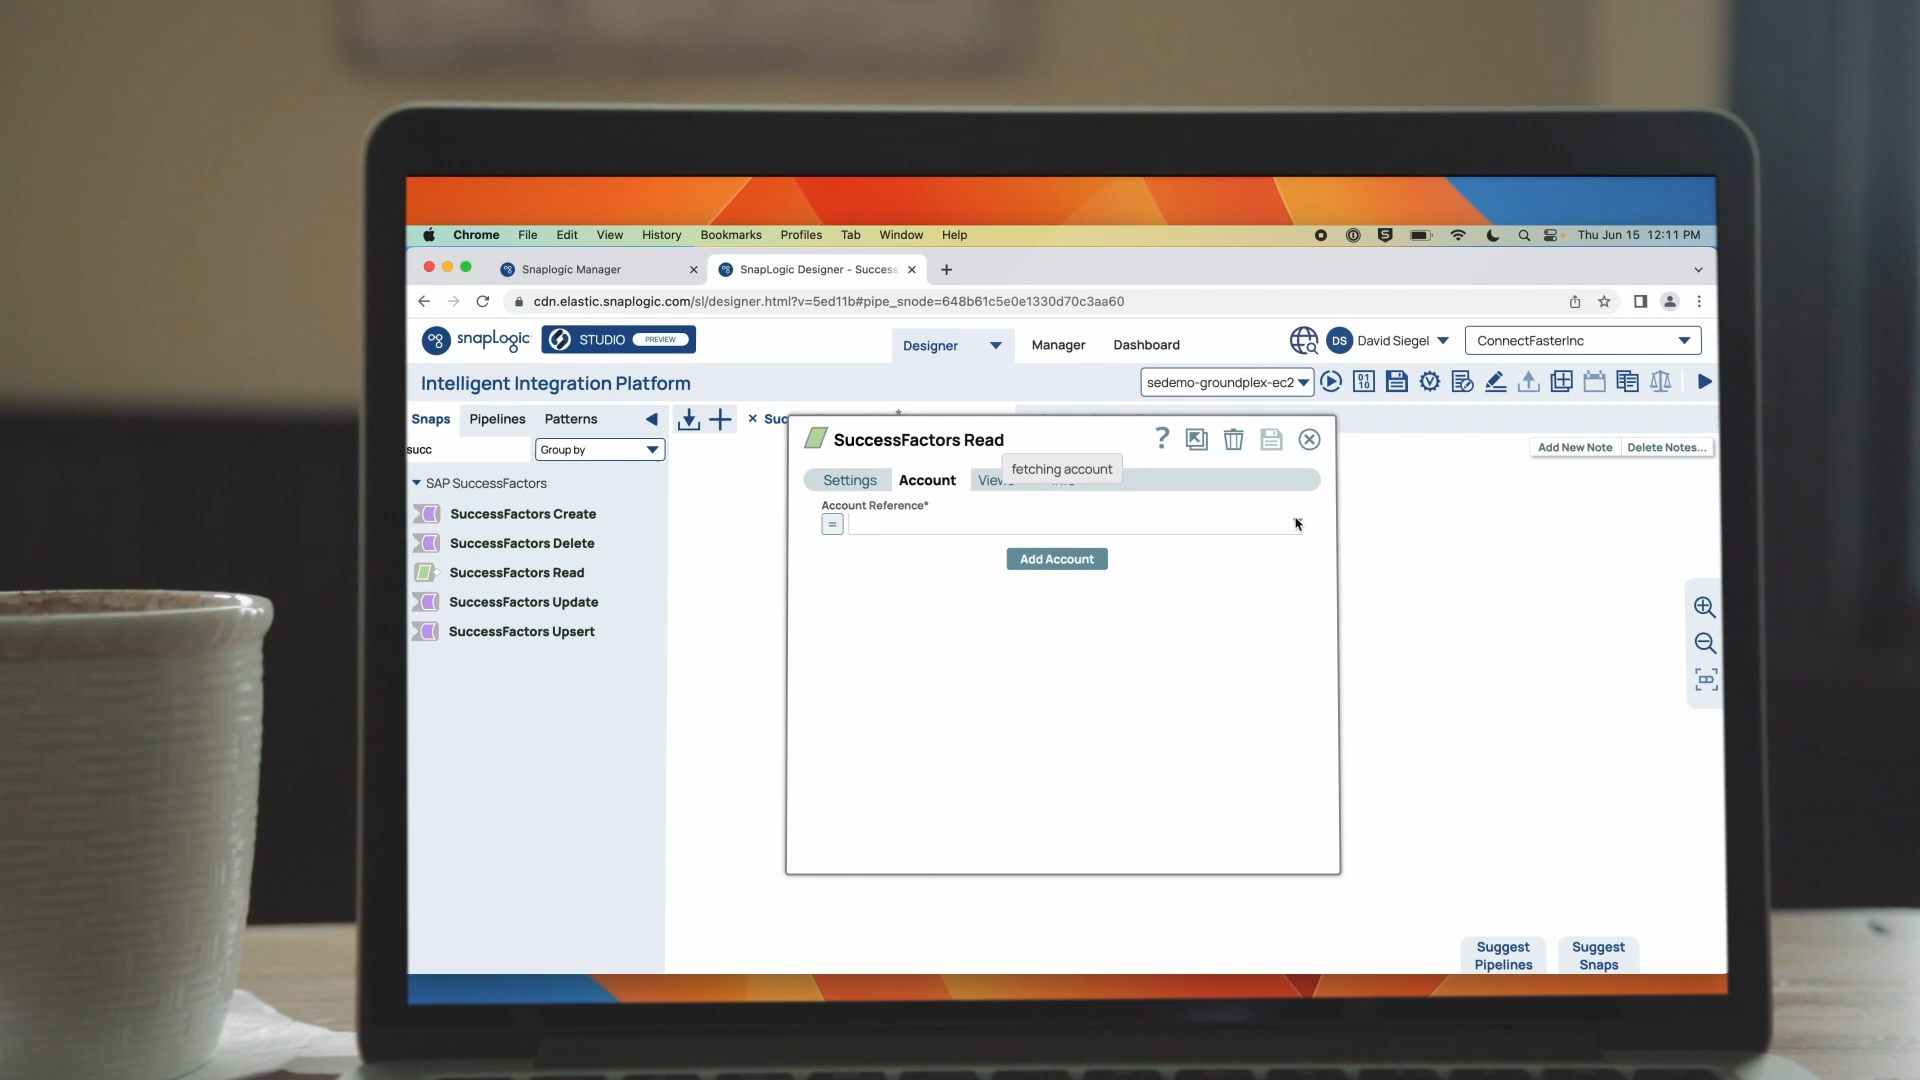 Chrome File Edit View History Bookmarks Profiles Tab Window Help Thu Jun 15 12:11 PM
Snaplogic Manager SnapLogic Designer - Success
cdn.elastic.snaplogic.com/sl/designer.html?v=5ed11b#pipe_snode=648b61c5e0e1330d70c3aa60
snapLogic STUDIO PREVIEW Designer Manager Dashboard DS David Siegel ConnectFasterInc
Intelligent Integration Platform sedemo-groundplex-ec2
Snaps Pipelines Patterns Suc
succ Group by
SAP SuccessFactors
SuccessFactors Create
SuccessFactors Delete
SuccessFactors Read
SuccessFactors Update
SuccessFactors Upsert
SuccessFactors Read
fetching account
Settings Account
Account Reference*
=
Add Account
Add New Note Delete Notes...
Suggest Pipelines
Suggest Snaps